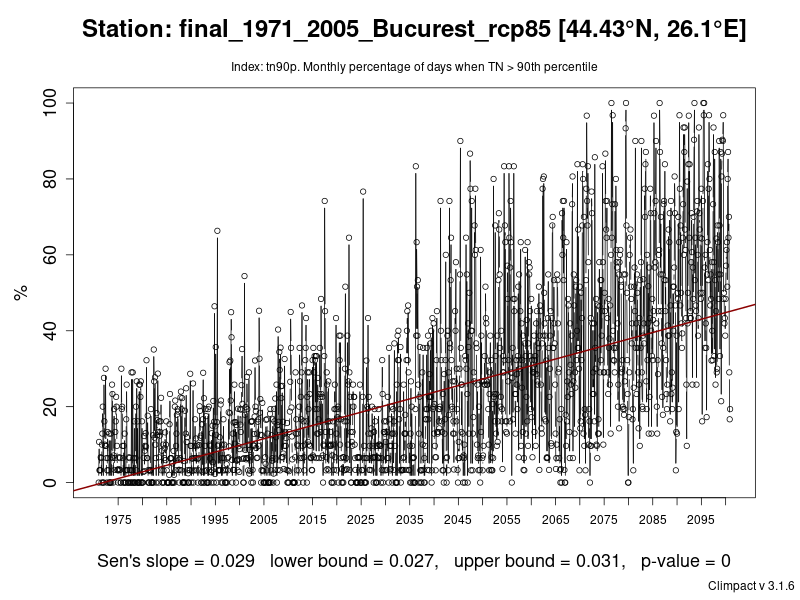 Station: final_1971_2005_Bucurest_rcp85 [44.43°N, 26.1°E]
Index: tn90p. Monthly percentage of days when TN > 90th percentile
100
80
60
40
20
0
%
1975 1985 1995 2005 2015 2025 2035 2045 2055 2065 2075 2085 2095
Sen's slope = 0.029 lower bound = 0.027, upper bound = 0.031, p-value = 0
Climpact v 3.1.6